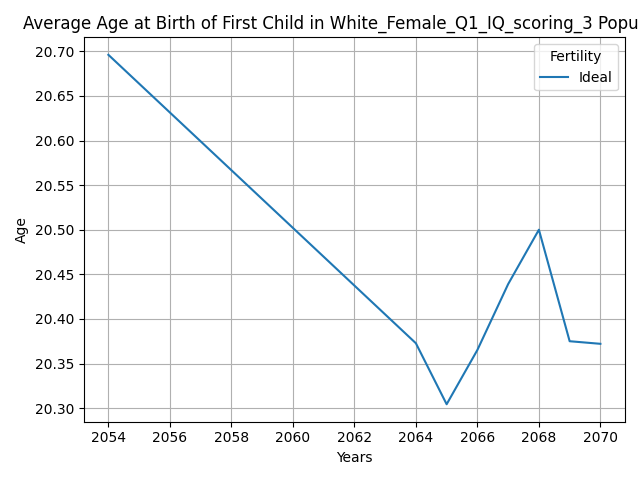 Average Age at Birth of First Child in White_Female_Q1_IQ_scoring_3 Popu
Fertility
Ideal
20.70
20.65
20.60
20.55
20.50
20.45
20.40
20.35
20.30
Age
2054 2056 2058 2060 2062 2064 2066 2068 2070
Years